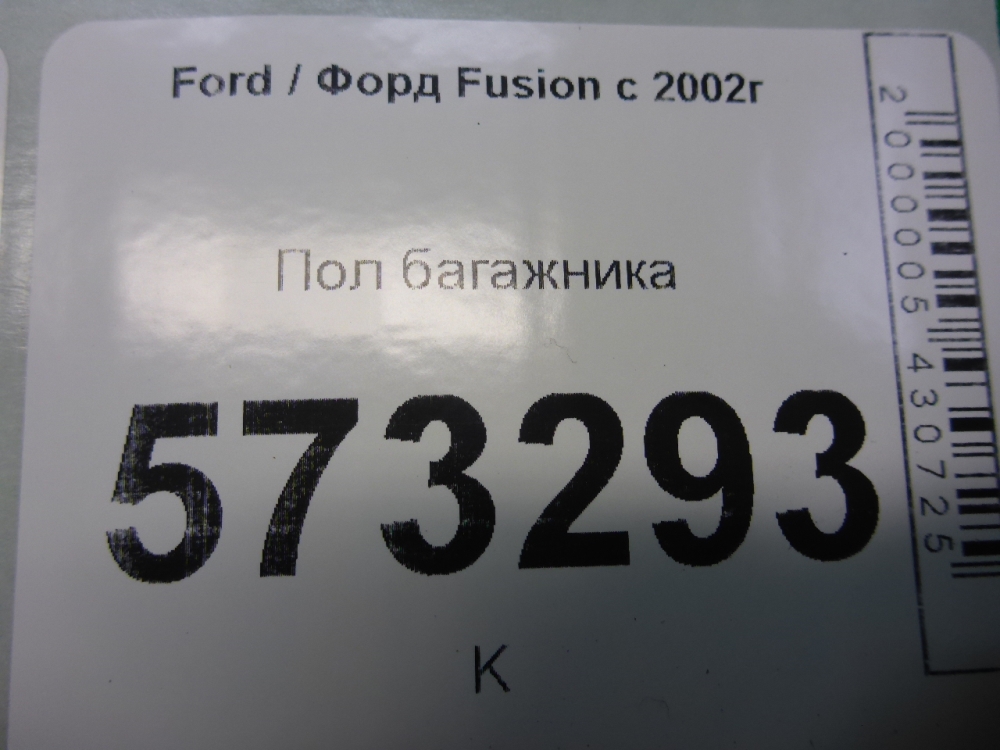 Ford / Форд Fusion с 2002г
Пол багажника
573293
К
2000005430725